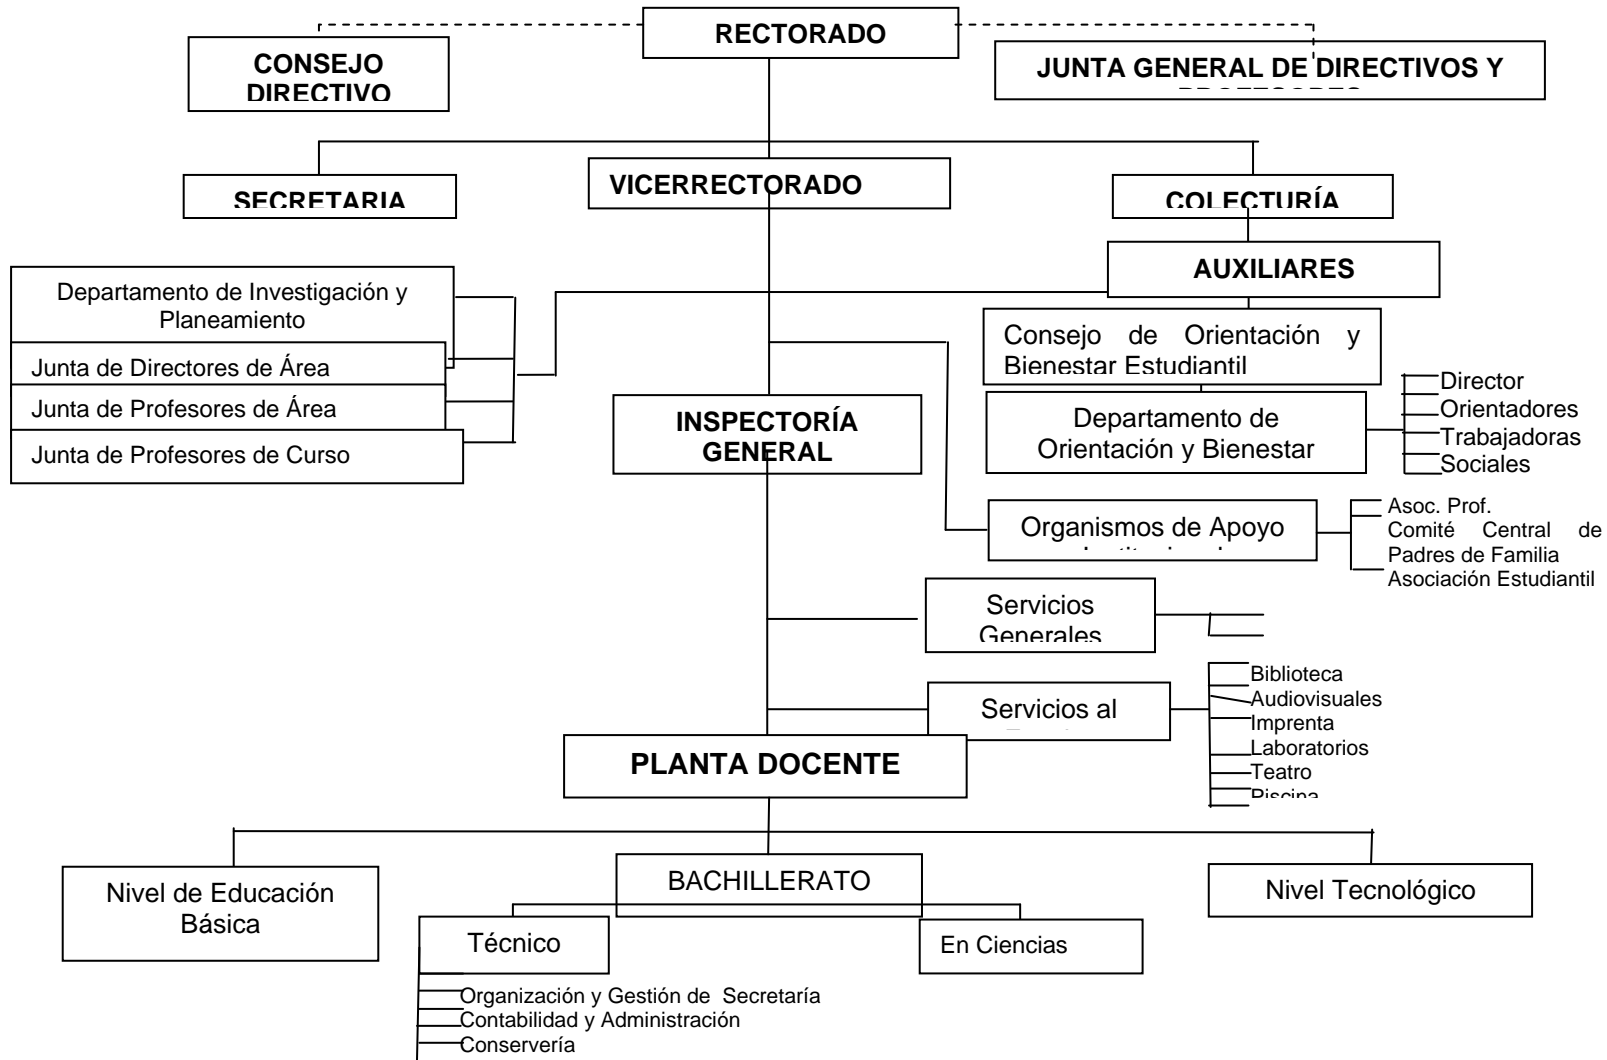 RECTORADO
CONSEJO
DIRECTIVO
JUNTA GENERAL DE DIRECTIVOS Y
SECRETARIA
VICERRECTORADO
COLECTURÍA
AUXILIARES
Departamento de Investigación y
Planeamiento
Junta de Directores de Área
Junta de Profesores de Área
Junta de Profesores de Curso
Consejo de Orientación y
Bienestar Estudiantil
INSPECTORÍA
GENERAL
Departamento de
Orientación y Bienestar
Director
Orientadores
Trabajadoras
Sociales
Organismos de Apoyo
Asoc. Prof.
Comité Central de
Padres de Familia
Asociación Estudiantil
Servicios
Generales
Servicios al
Biblioteca
Audiovisuales
Imprenta
Laboratorios
Teatro
Piscina
PLANTA DOCENTE
Nivel de Educación
Básica
BACHILLERATO
Nivel Tecnológico
Técnico
En Ciencias
Organización y Gestión de Secretaría
Contabilidad y Administración
Conservería